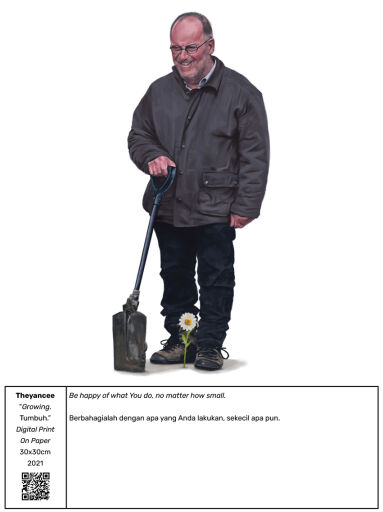 Theyancee
"Growing.
Tumbuh."
Digital Print
On Paper
30x30cm
2021
Be happy of what You do, no matter how small.
Berbahagialah dengan apa yang Anda lakukan, sekecil apa pun.